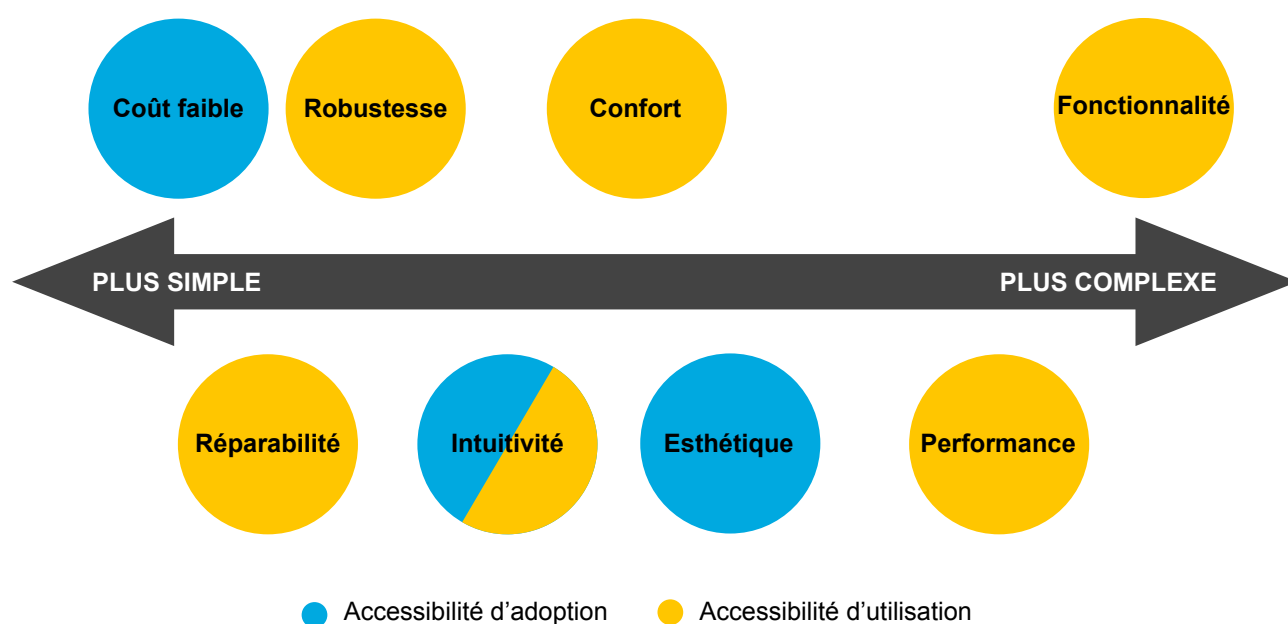 Coût faible
Robustesse
Confort
Fonctionnalité
PLUS SIMPLE
PLUS COMPLEXE
Réparabilité
Intuitivité
Esthétique
Performance
Accessibilité d’adoption
Accessibilité d’utilisation